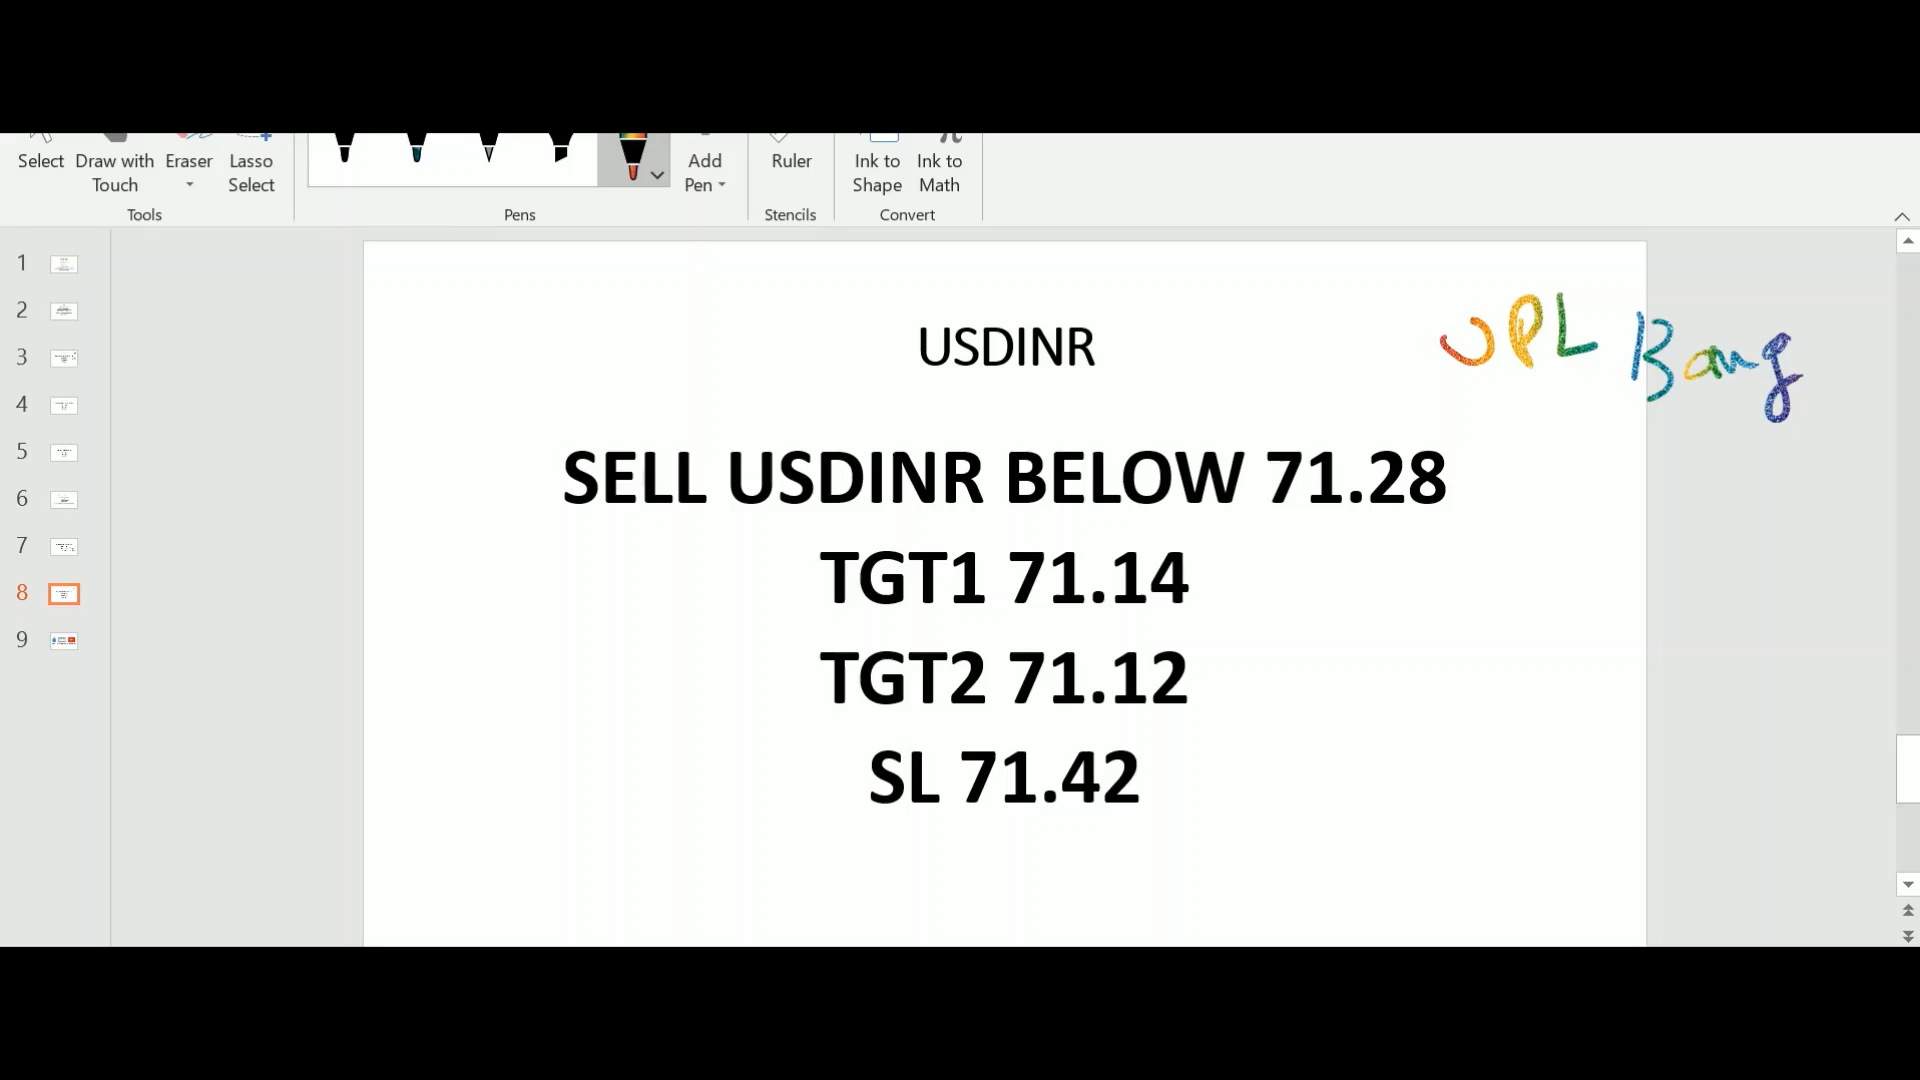 Select Draw with Touch Eraser Lasso Select Add Pen Ruler Ink to Shape Ink to Math
Tools Pens Stencils Convert
1
2
3
4
5
6
7
8
9
USDINR
UPL Bang
SELL USDINR BELOW 71.28
TGT1 71.14
TGT2 71.12
SL 71.42